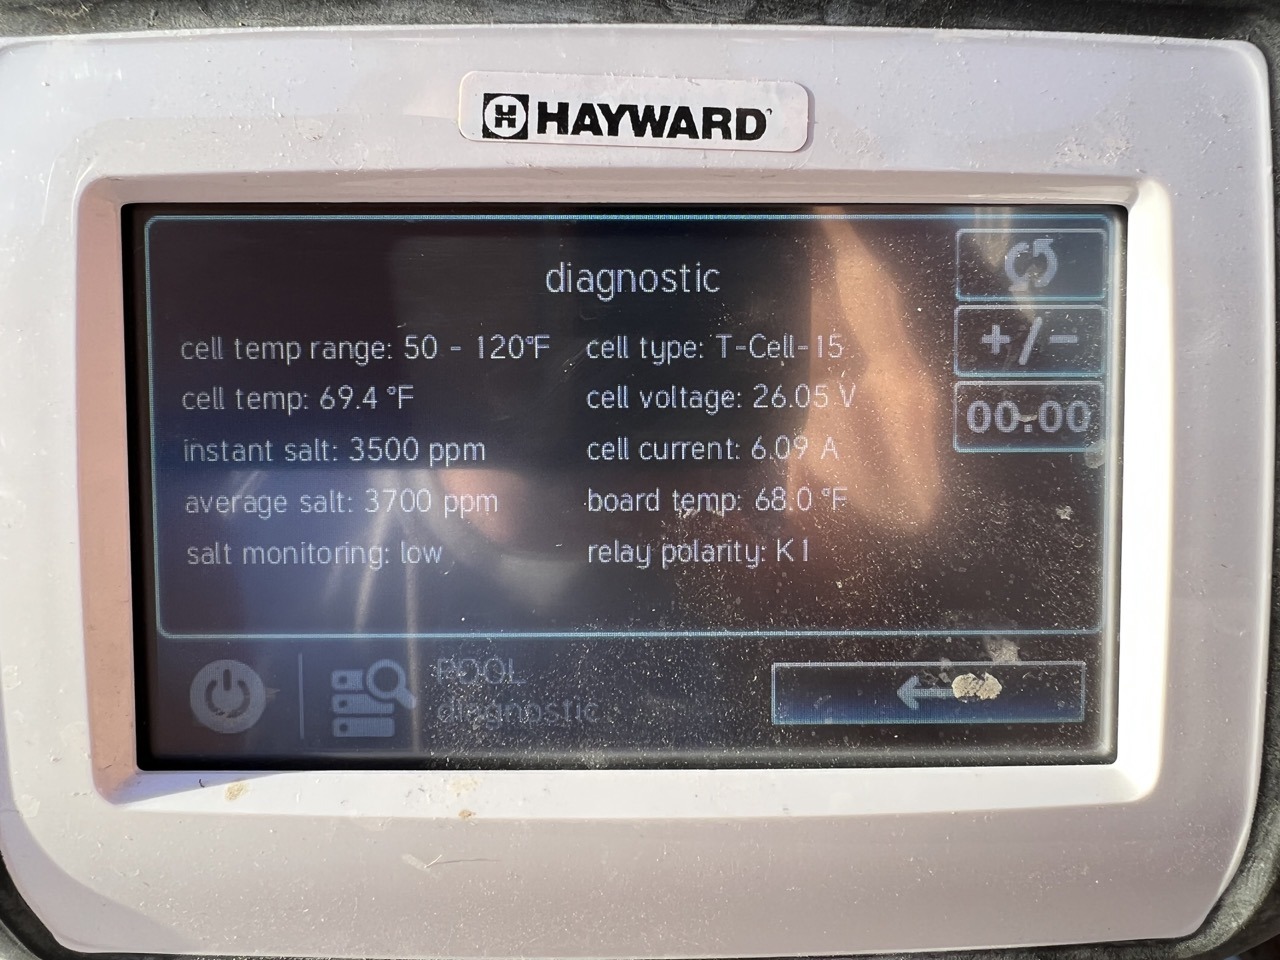 HAYWARD
diagnostic
cell temp range: 50 - 120°F
cell temp: 69.4 °F
instant salt: 3500 ppm
average salt: 3700 ppm
salt monitoring: low
cell type: T-Cell-15
cell voltage: 26.05 V
cell current: 6.09 A
board temp: 68.0 °F
relay polarity: K1
+/-
00:00
POOL
diagnostic